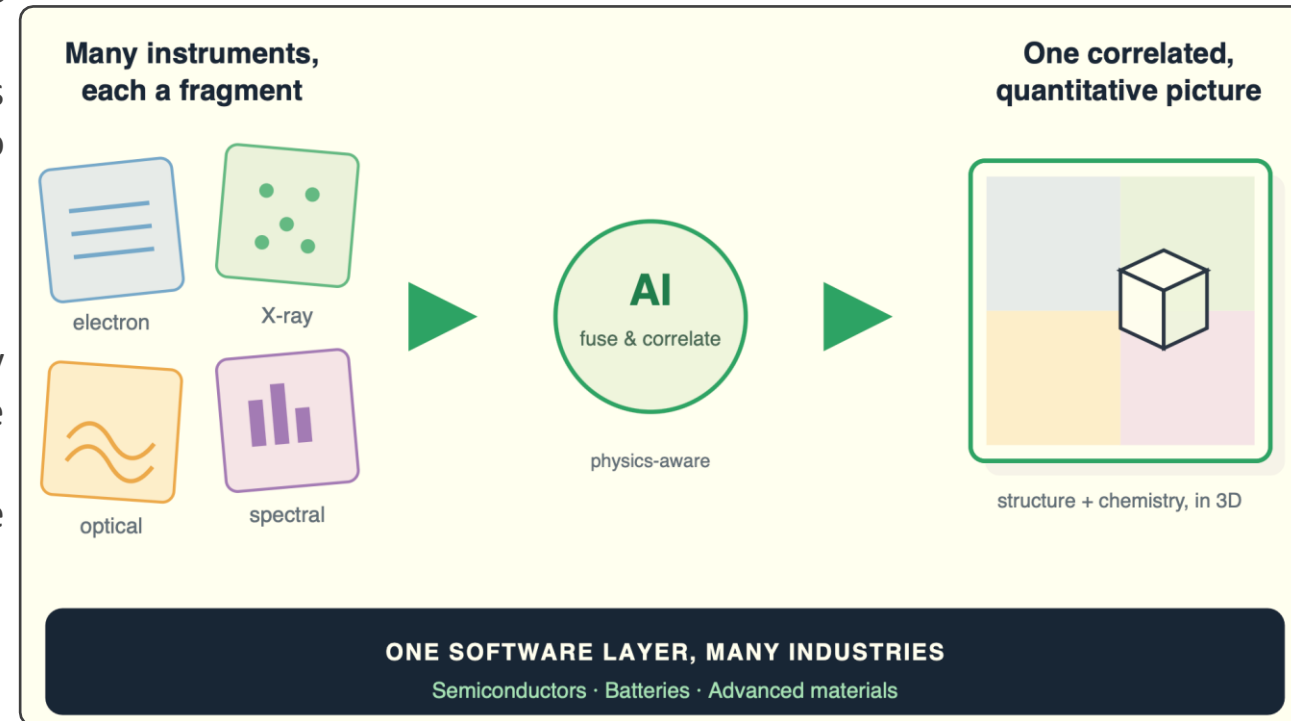 Many instruments,
each a fragment
One correlated,
quantitative picture
electron
X-ray
optical
spectral
AI
fuse & correlate
physics-aware
structure + chemistry, in 3D
ONE SOFTWARE LAYER, MANY INDUSTRIES
Semiconductors · Batteries · Advanced materials